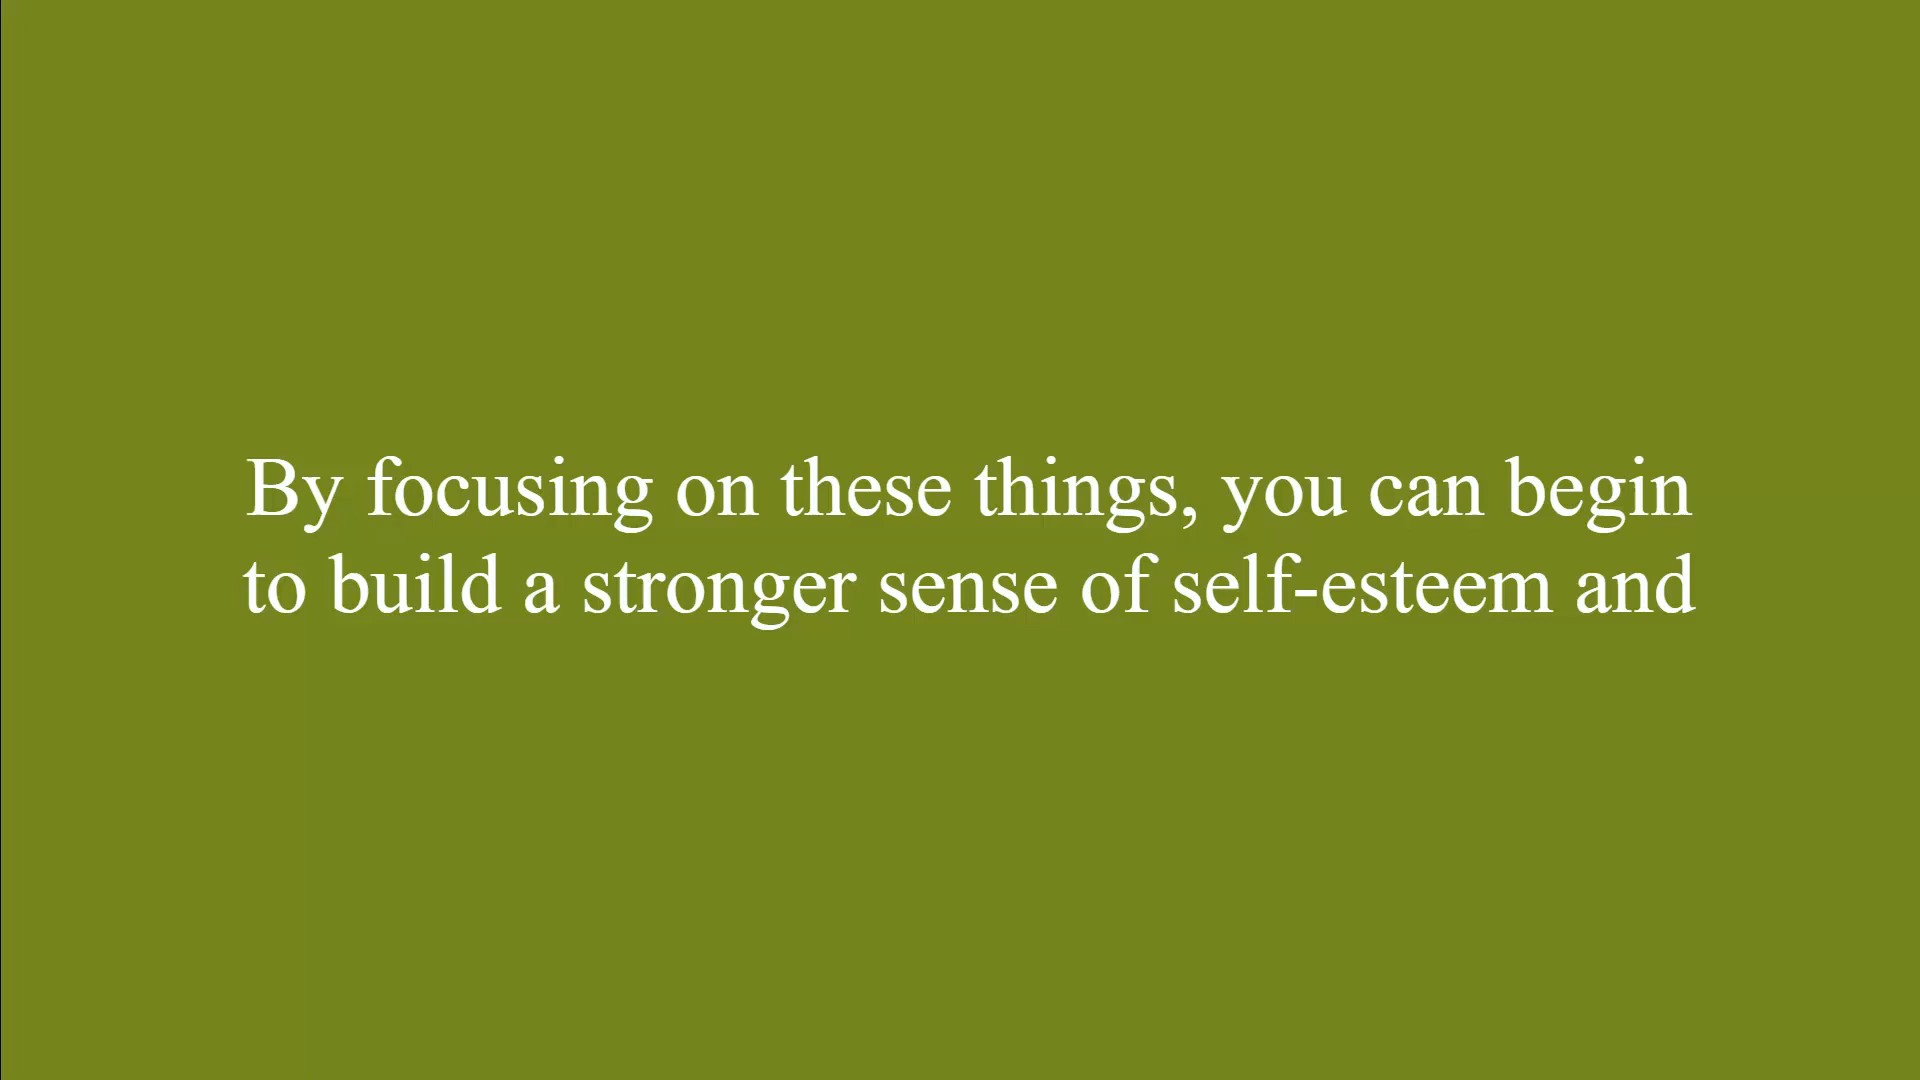 By focusing on these things, you can begin
to build a stronger sense of self-esteem and